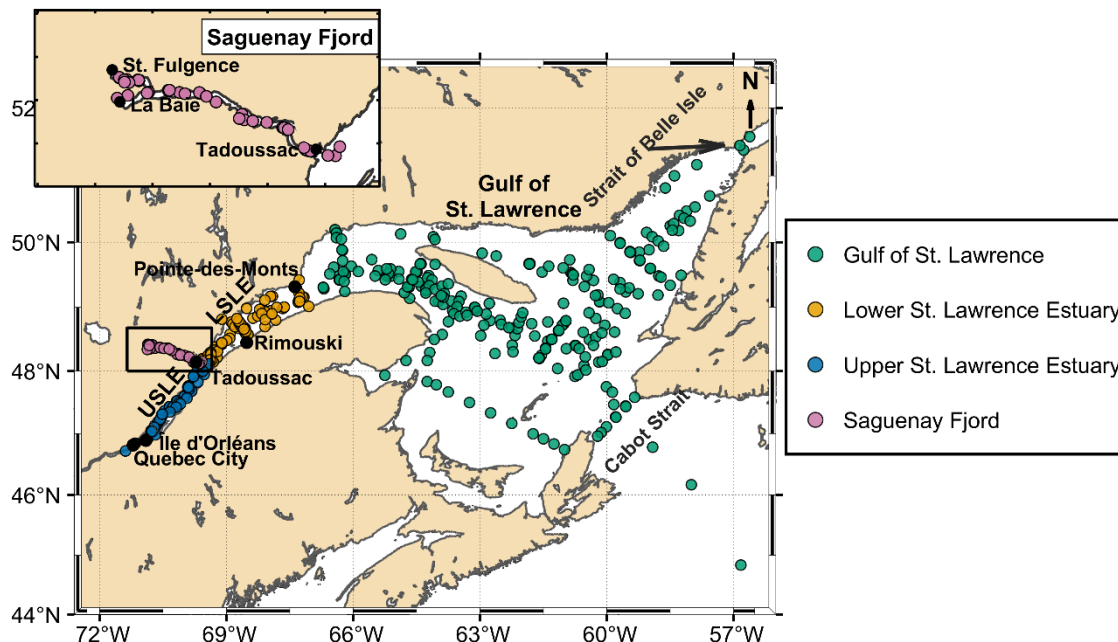 Saguenay Fjord
St. Fulgence
La Baie
Tadoussac
N
Strait of Belle Isle
Gulf of
St. Lawrence
Pointe-des-Monts
LSLE
Rimouski
Tadoussac
USLE
Île d'Orléans
Quebec City
Cabot Strait
52
50°N
48°N
46°N
44°N
72°W
69°W
66°W
63°W
60°W
57°W
Gulf of St. Lawrence
Lower St. Lawrence Estuary
Upper St. Lawrence Estuary
Saguenay Fjord